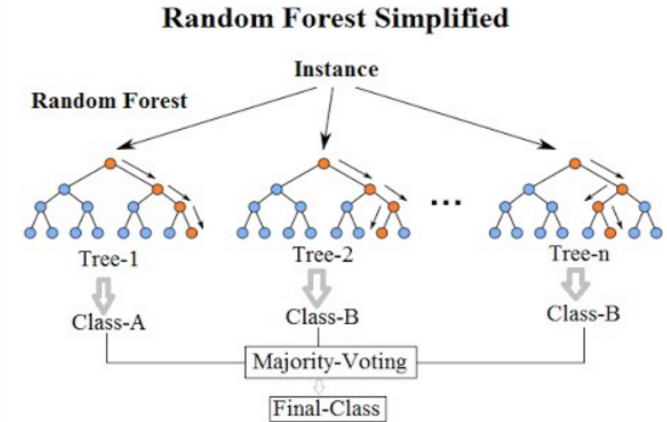 Random Forest Simplified
Instance
Random Forest
...
Tree-1
Tree-2
Tree-n
Class-A
Class-B
Class-B
Majority-Voting
Final-Class